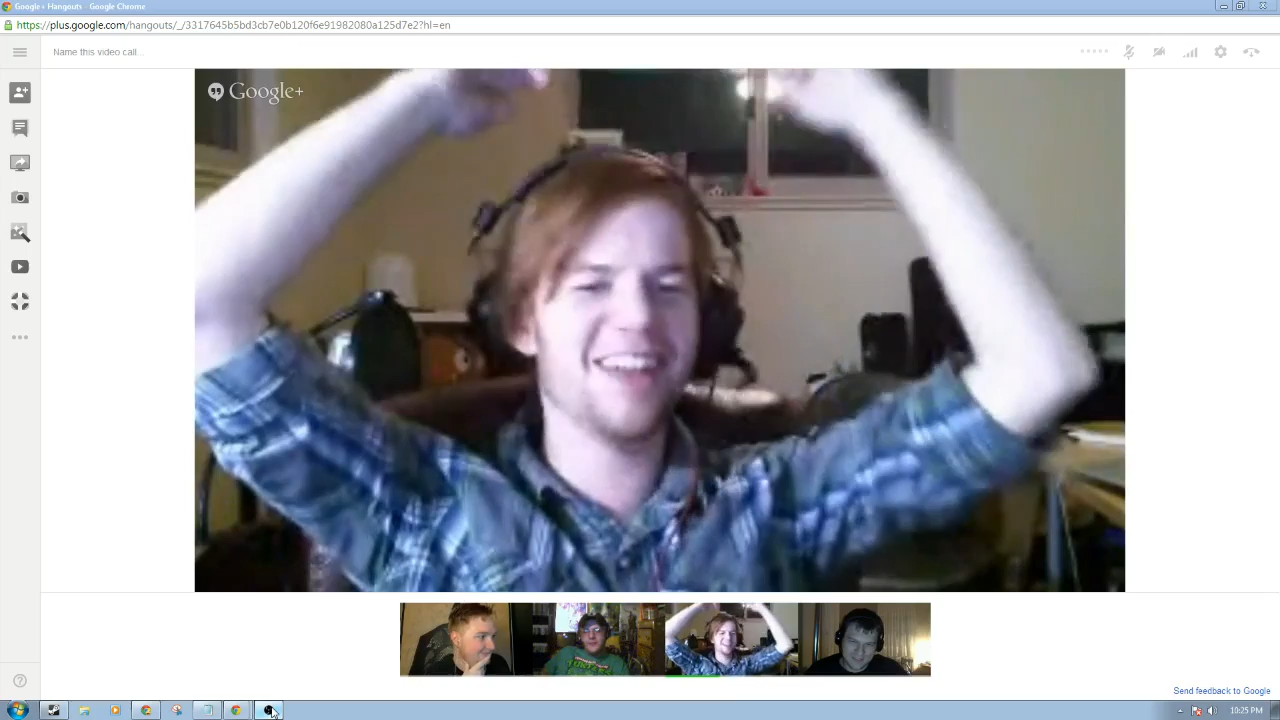 Google+ Hangouts - Google Chrome
https://plus.google.com/hangouts/_/3317645b5bd3cb7e0b120f6e91982080a125d7e2?hl=en
Name this video call...
Google+
TURTLES
Send feedback to Google
10:25 PM